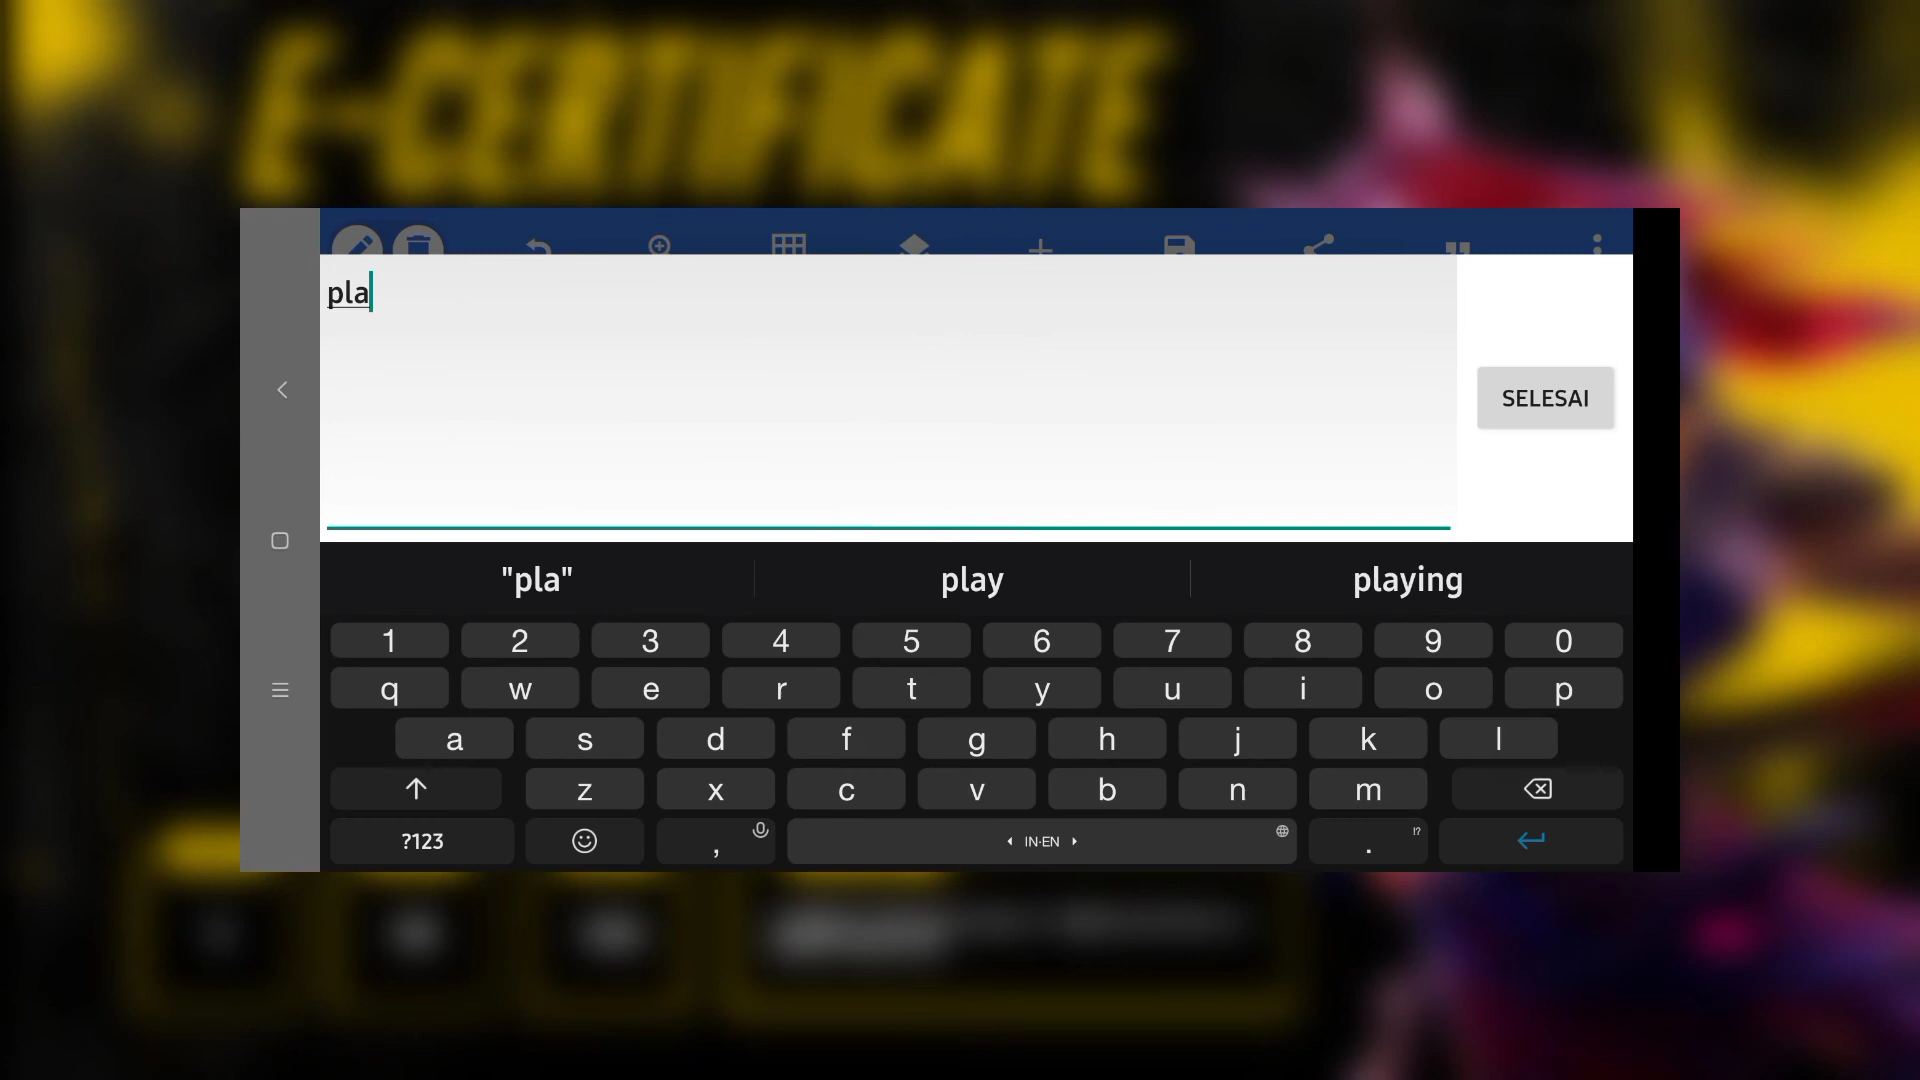 E-CERTIFICATE
pla
SELESAI
"pla" play playing
1 2 3 4 5 6 7 8 9 0
q w e r t y u i o p
a s d f g h j k l
z x c v b n m
?123 , IN·EN . !?